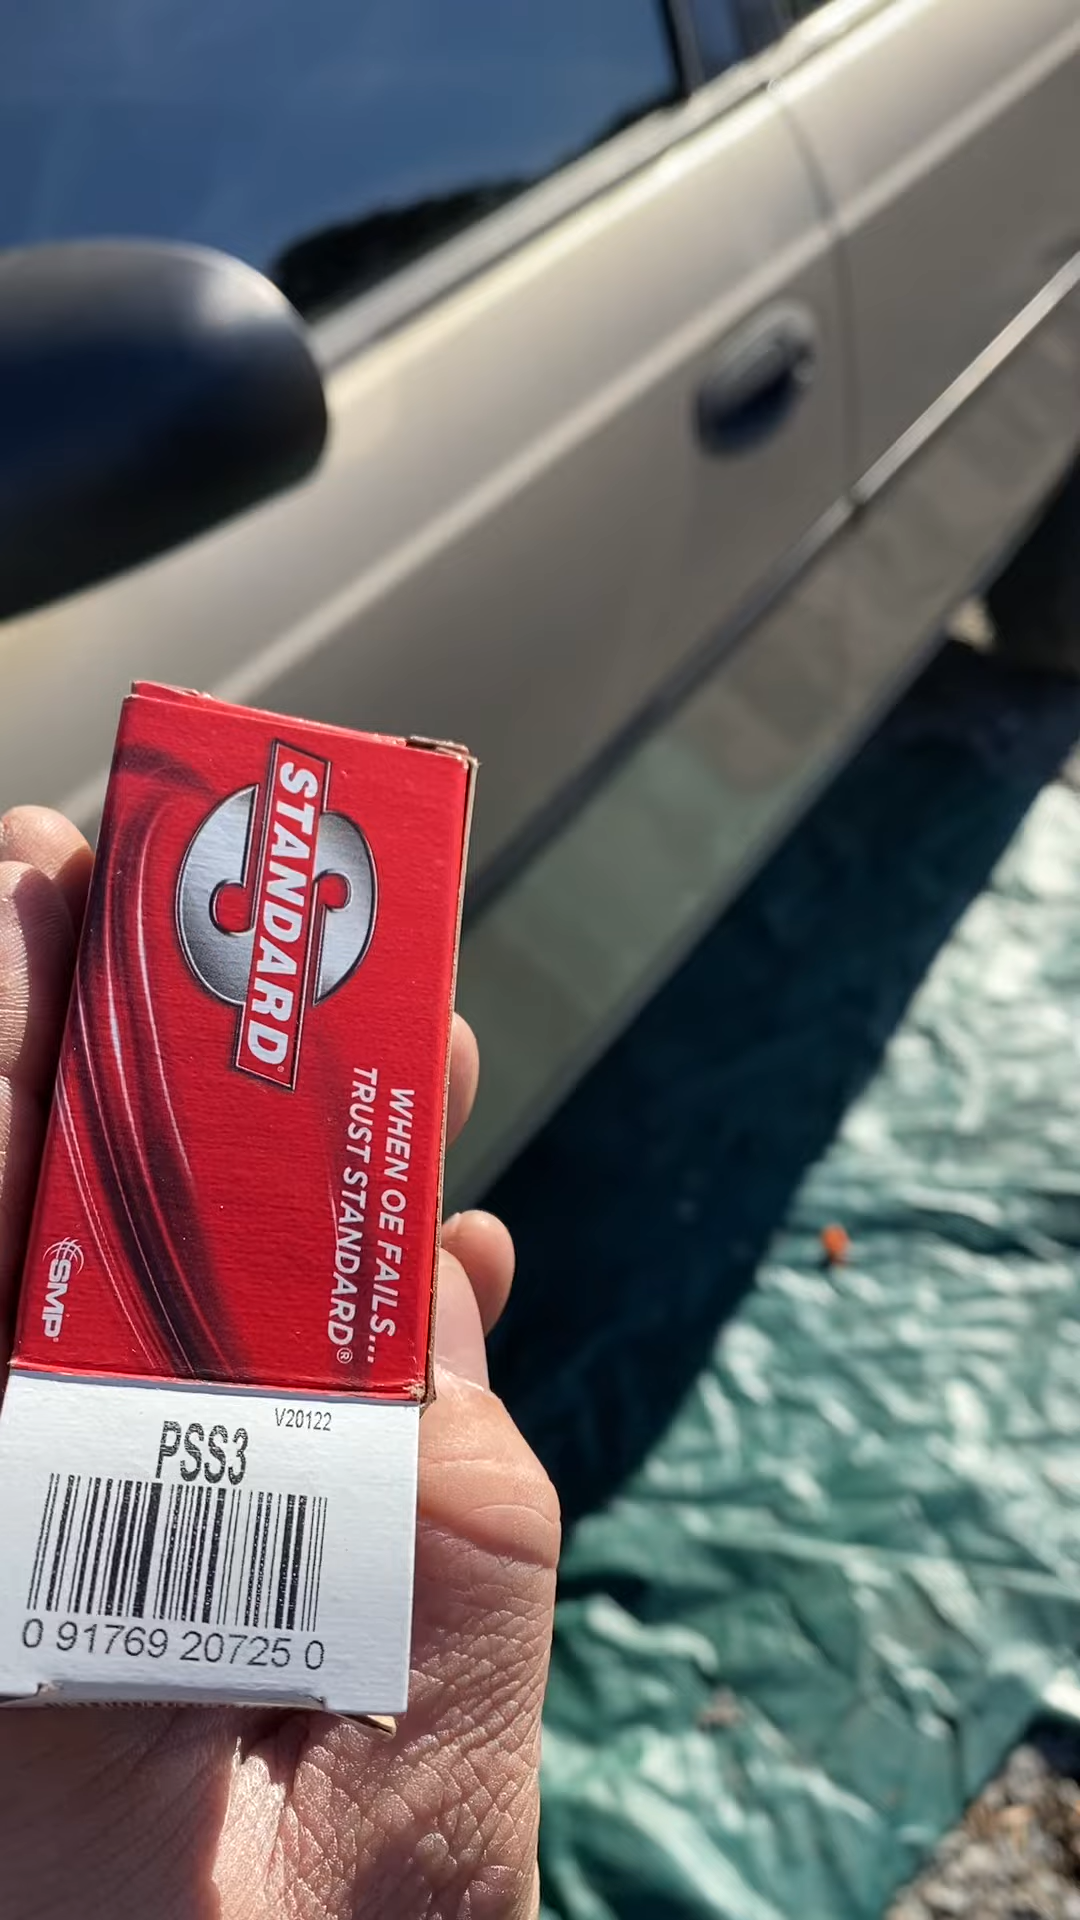 STANDARD
WHEN OE FAILS...
TRUST STANDARD®
SMP
V20122
PSS3
0 91769 20725 0